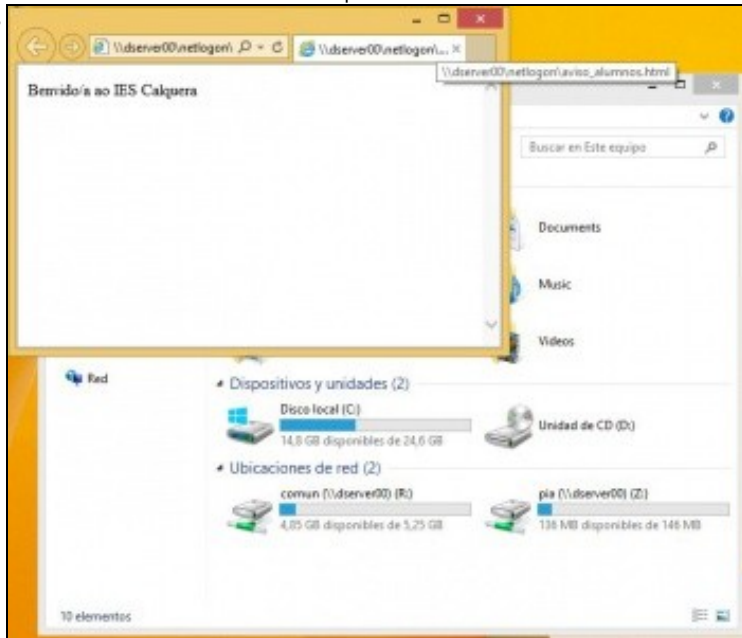 \\dserver00\netlogon\
\\dserver00\netlogon\...
\\dserver00\netlogon\aviso_alumnos.html
Benvido/a ao IES Calquera
Buscar en Este equipo
Documents
Music
Videos
Red
Dispositivos y unidades (2)
Disco local (C:)
14,8 GB disponibles de 24,6 GB
Unidad de CD (D:)
Ubicaciones de red (2)
comun (\\dserver00) (R:)
4,85 GB disponibles de 5,25 GB
pia (\\dserver00) (Z:)
136 MB disponibles de 146 MB
10 elementos